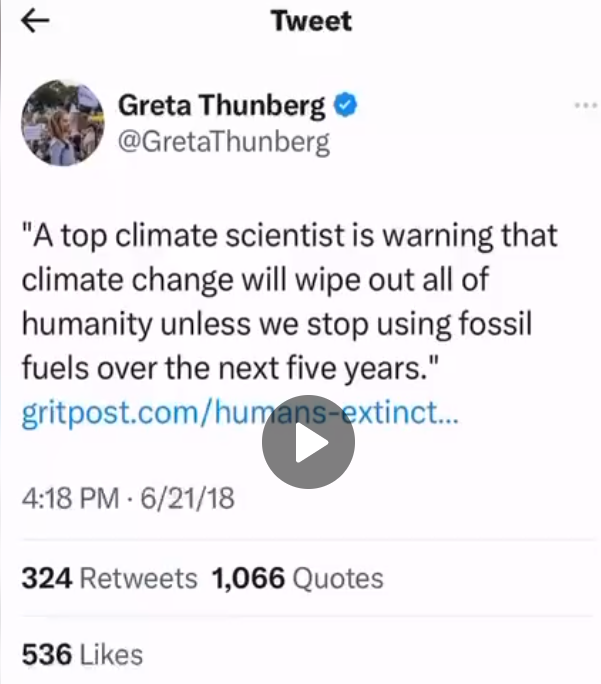 Tweet
Greta Thunberg
@GretaThunberg
"A top climate scientist is warning that
climate change will wipe out all of
humanity unless we stop using fossil
fuels over the next five years."
gritpost.com/humans-extinct...
4:18 PM · 6/21/18
324 Retweets 1,066 Quotes
536 Likes